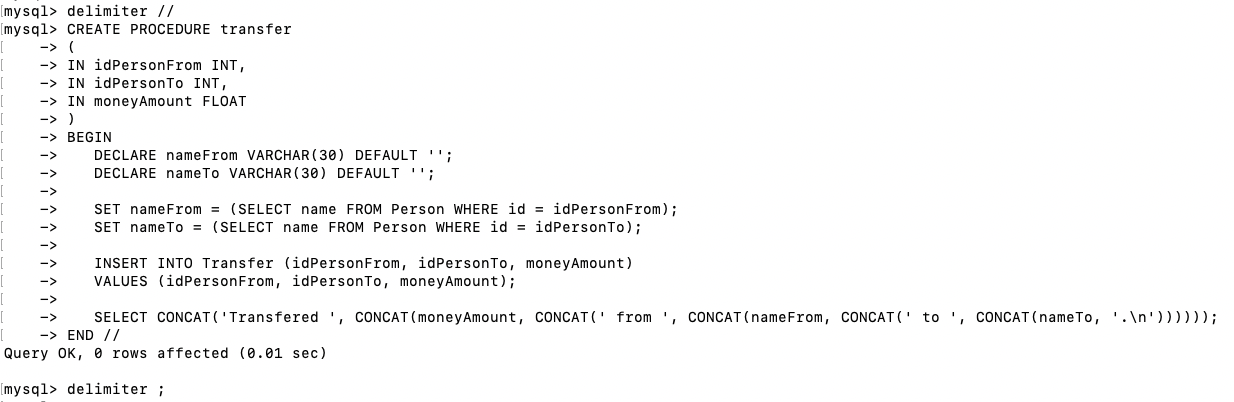 [mysql> delimiter //
[mysql> CREATE PROCEDURE transfer
[    -> (
[    -> IN idPersonFrom INT,
[    -> IN idPersonTo INT,
[    -> IN moneyAmount FLOAT
[    -> )
[    -> BEGIN
[    ->    DECLARE nameFrom VARCHAR(30) DEFAULT '';
[    ->    DECLARE nameTo VARCHAR(30) DEFAULT '';
[    ->
[    ->    SET nameFrom = (SELECT name FROM Person WHERE id = idPersonFrom);
[    ->    SET nameTo = (SELECT name FROM Person WHERE id = idPersonTo);
[    ->
[    ->    INSERT INTO Transfer (idPersonFrom, idPersonTo, moneyAmount)
[    ->    VALUES (idPersonFrom, idPersonTo, moneyAmount);
[    ->
[    ->    SELECT CONCAT('Transfered ', CONCAT(moneyAmount, CONCAT(' from ', CONCAT(nameFrom, CONCAT(' to ', CONCAT(nameTo, '.\n'))))));
[    -> END //
Query OK, 0 rows affected (0.01 sec)
[mysql> delimiter ;